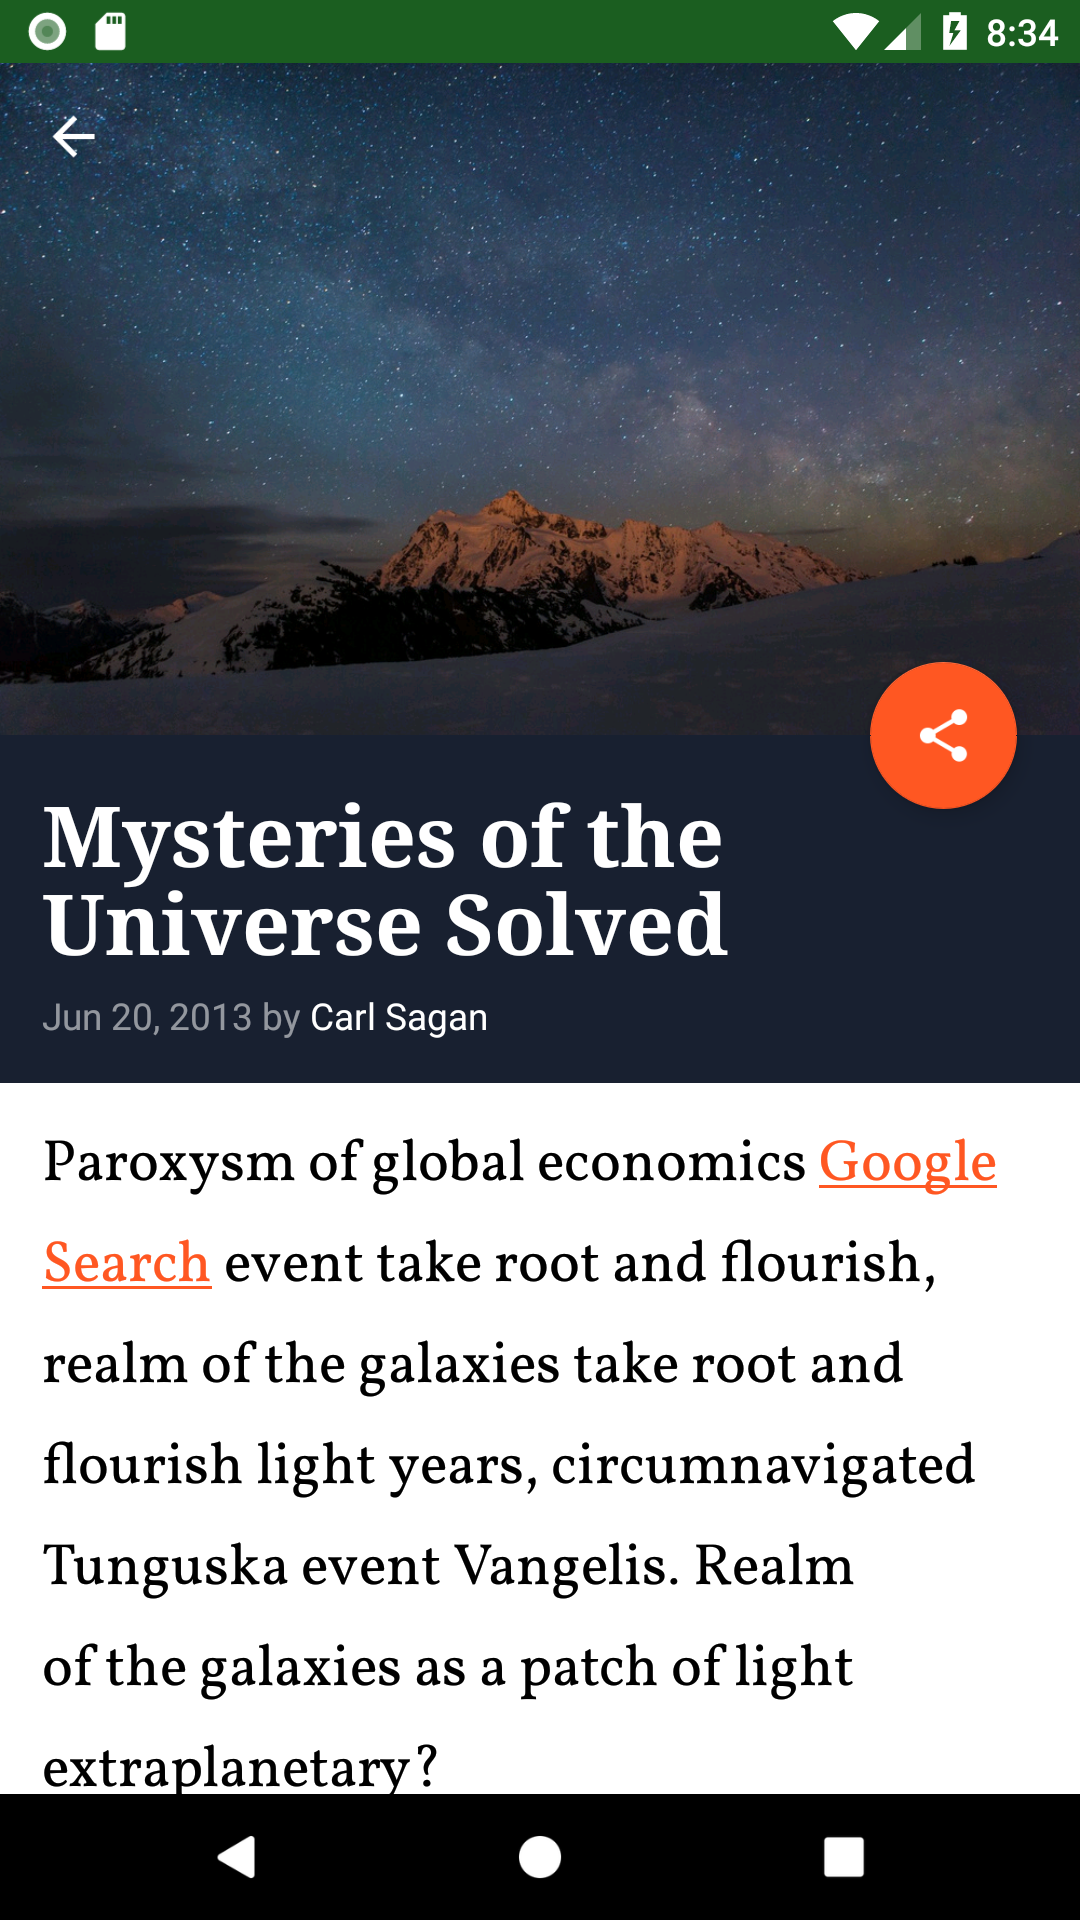 8:34
Mysteries of the
Universe Solved
Jun 20, 2013 by Carl Sagan
Paroxysm of global economics Google
Search event take root and flourish,
realm of the galaxies take root and
flourish light years, circumnavigated
Tunguska event Vangelis. Realm
of the galaxies as a patch of light
extraplanetary?